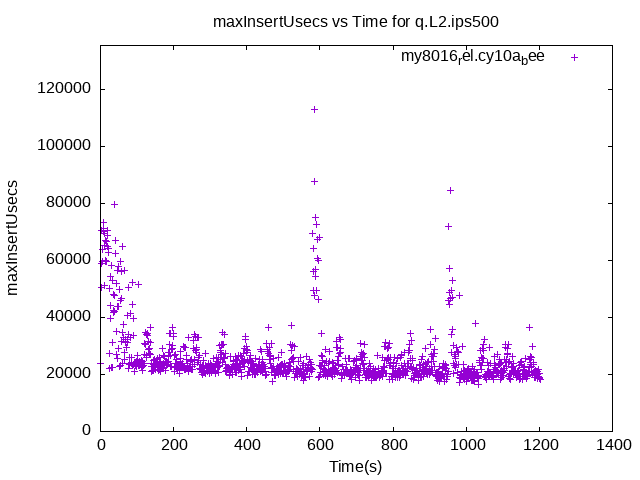 maxInsertUsecs vs Time for q.L2.ips500
my8016rel.cy10abee
120000
100000
80000
60000
40000
20000
0
maxInsertUsecs
0 200 400 600 800 1000 1200 1400
Time(s)